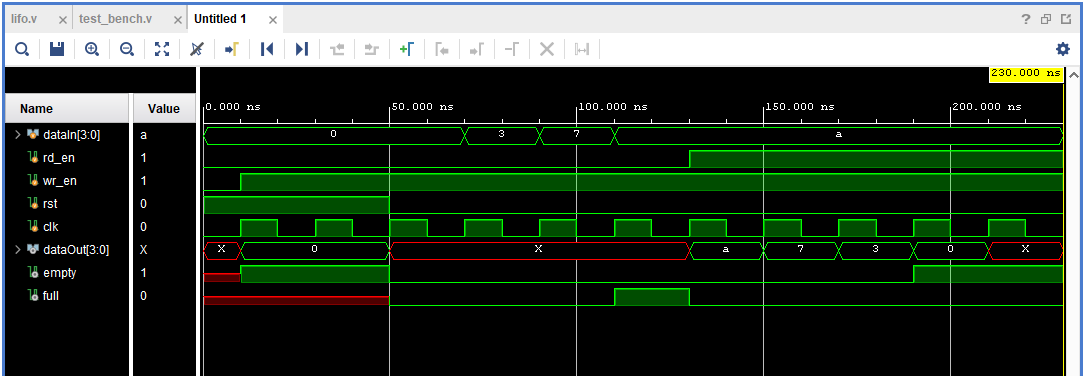 lifo.v × test_bench.v × Untitled 1 ×
230.000 ns
Name Value 0.000 ns 50.000 ns 100.000 ns 150.000 ns 200.000 ns
dataIn[3:0] a 0 3 7 a
rd_en 1
wr_en 1
rst 0
clk 0
dataOut[3:0] X X 0 X a 7 3 0 X
empty 1
full 0